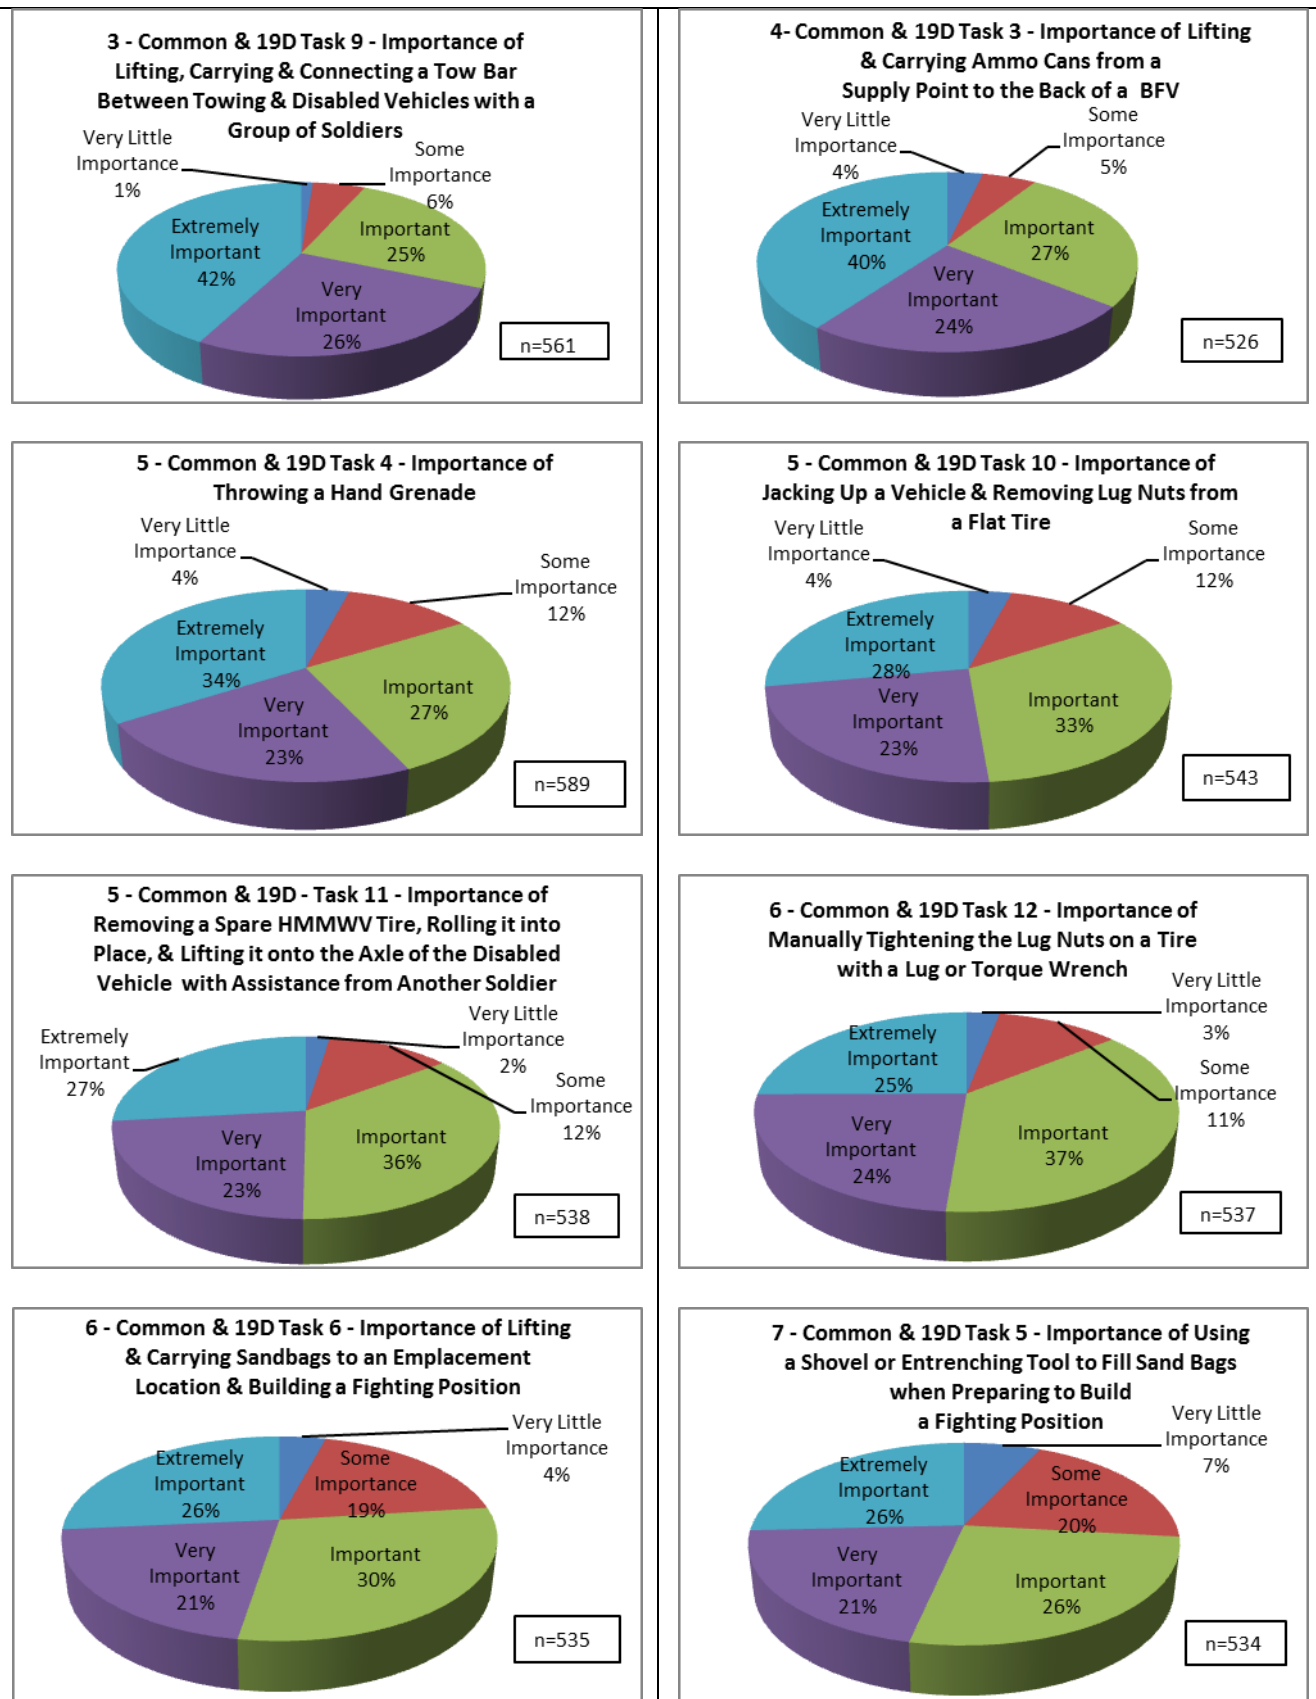 3 - Common & 19D Task 9 - Importance of
Lifting, Carrying & Connecting a Tow Bar
Between Towing & Disabled Vehicles with a
Group of Soldiers
Very Little
Importance
1%
Some
Importance
6%
Extremely
Important
42%
Important
25%
Very
Important
26%
n=561
4- Common & 19D Task 3 - Importance of Lifting
& Carrying Ammo Cans from a
Supply Point to the Back of a BFV
Very Little
Importance
4%
Some
Importance
5%
Extremely
Important
40%
Important
27%
Very
Important
24%
n=526
5 - Common & 19D Task 4 - Importance of
Throwing a Hand Grenade
Very Little
Importance
4%
Some
Importance
12%
Extremely
Important
34%
Important
27%
Very
Important
23%
n=589
5 - Common & 19D Task 10 - Importance of
Jacking Up a Vehicle & Removing Lug Nuts from
a Flat Tire
Very Little
Importance
4%
Some
Importance
12%
Extremely
Important
28%
Important
33%
Very
Important
23%
n=543
5 - Common & 19D - Task 11 - Importance of
Removing a Spare HMMWV Tire, Rolling it into
Place, & Lifting it onto the Axle of the Disabled
Vehicle with Assistance from Another Soldier
Extremely
Important
27%
Very Little
Importance
2%
Some
Importance
12%
Very
Important
23%
Important
36%
n=538
6 - Common & 19D Task 12 - Importance of
Manually Tightening the Lug Nuts on a Tire
with a Lug or Torque Wrench
Very Little
Importance
3%
Some
Importance
11%
Extremely
Important
25%
Important
37%
Very
Important
24%
n=537
6 - Common & 19D Task 6 - Importance of Lifting
& Carrying Sandbags to an Emplacement
Location & Building a Fighting Position
Very Little
Importance
4%
Extremely
Important
26%
Some
Importance
19%
Very
Important
21%
Important
30%
n=535
7 - Common & 19D Task 5 - Importance of Using
a Shovel or Entrenching Tool to Fill Sand Bags
when Preparing to Build
a Fighting Position
Very Little
Importance
7%
Extremely
Important
26%
Some
Importance
20%
Very
Important
21%
Important
26%
n=534